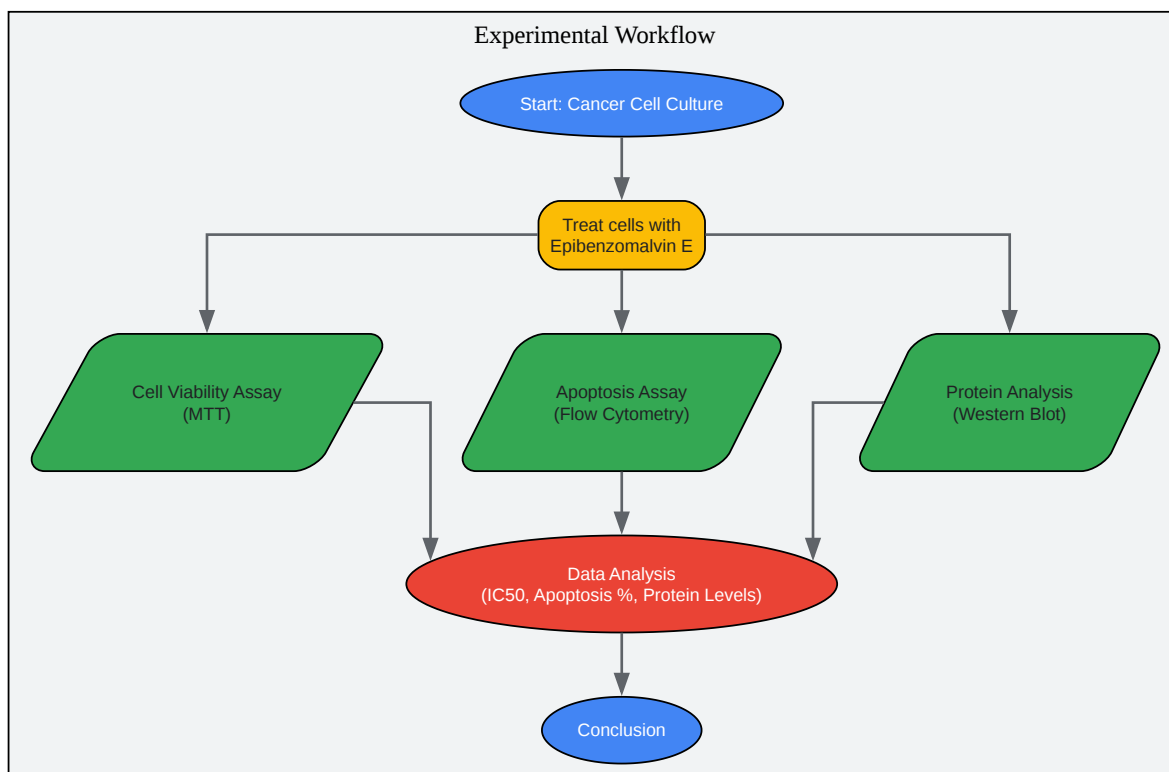 Experimental Workflow
Start: Cancer Cell Culture
Treat cells with
Epibenzomalvin E
Cell Viability Assay
(MTT)
Apoptosis Assay
(Flow Cytometry)
Protein Analysis
(Western Blot)
Data Analysis
(IC50, Apoptosis %, Protein Levels)
Conclusion